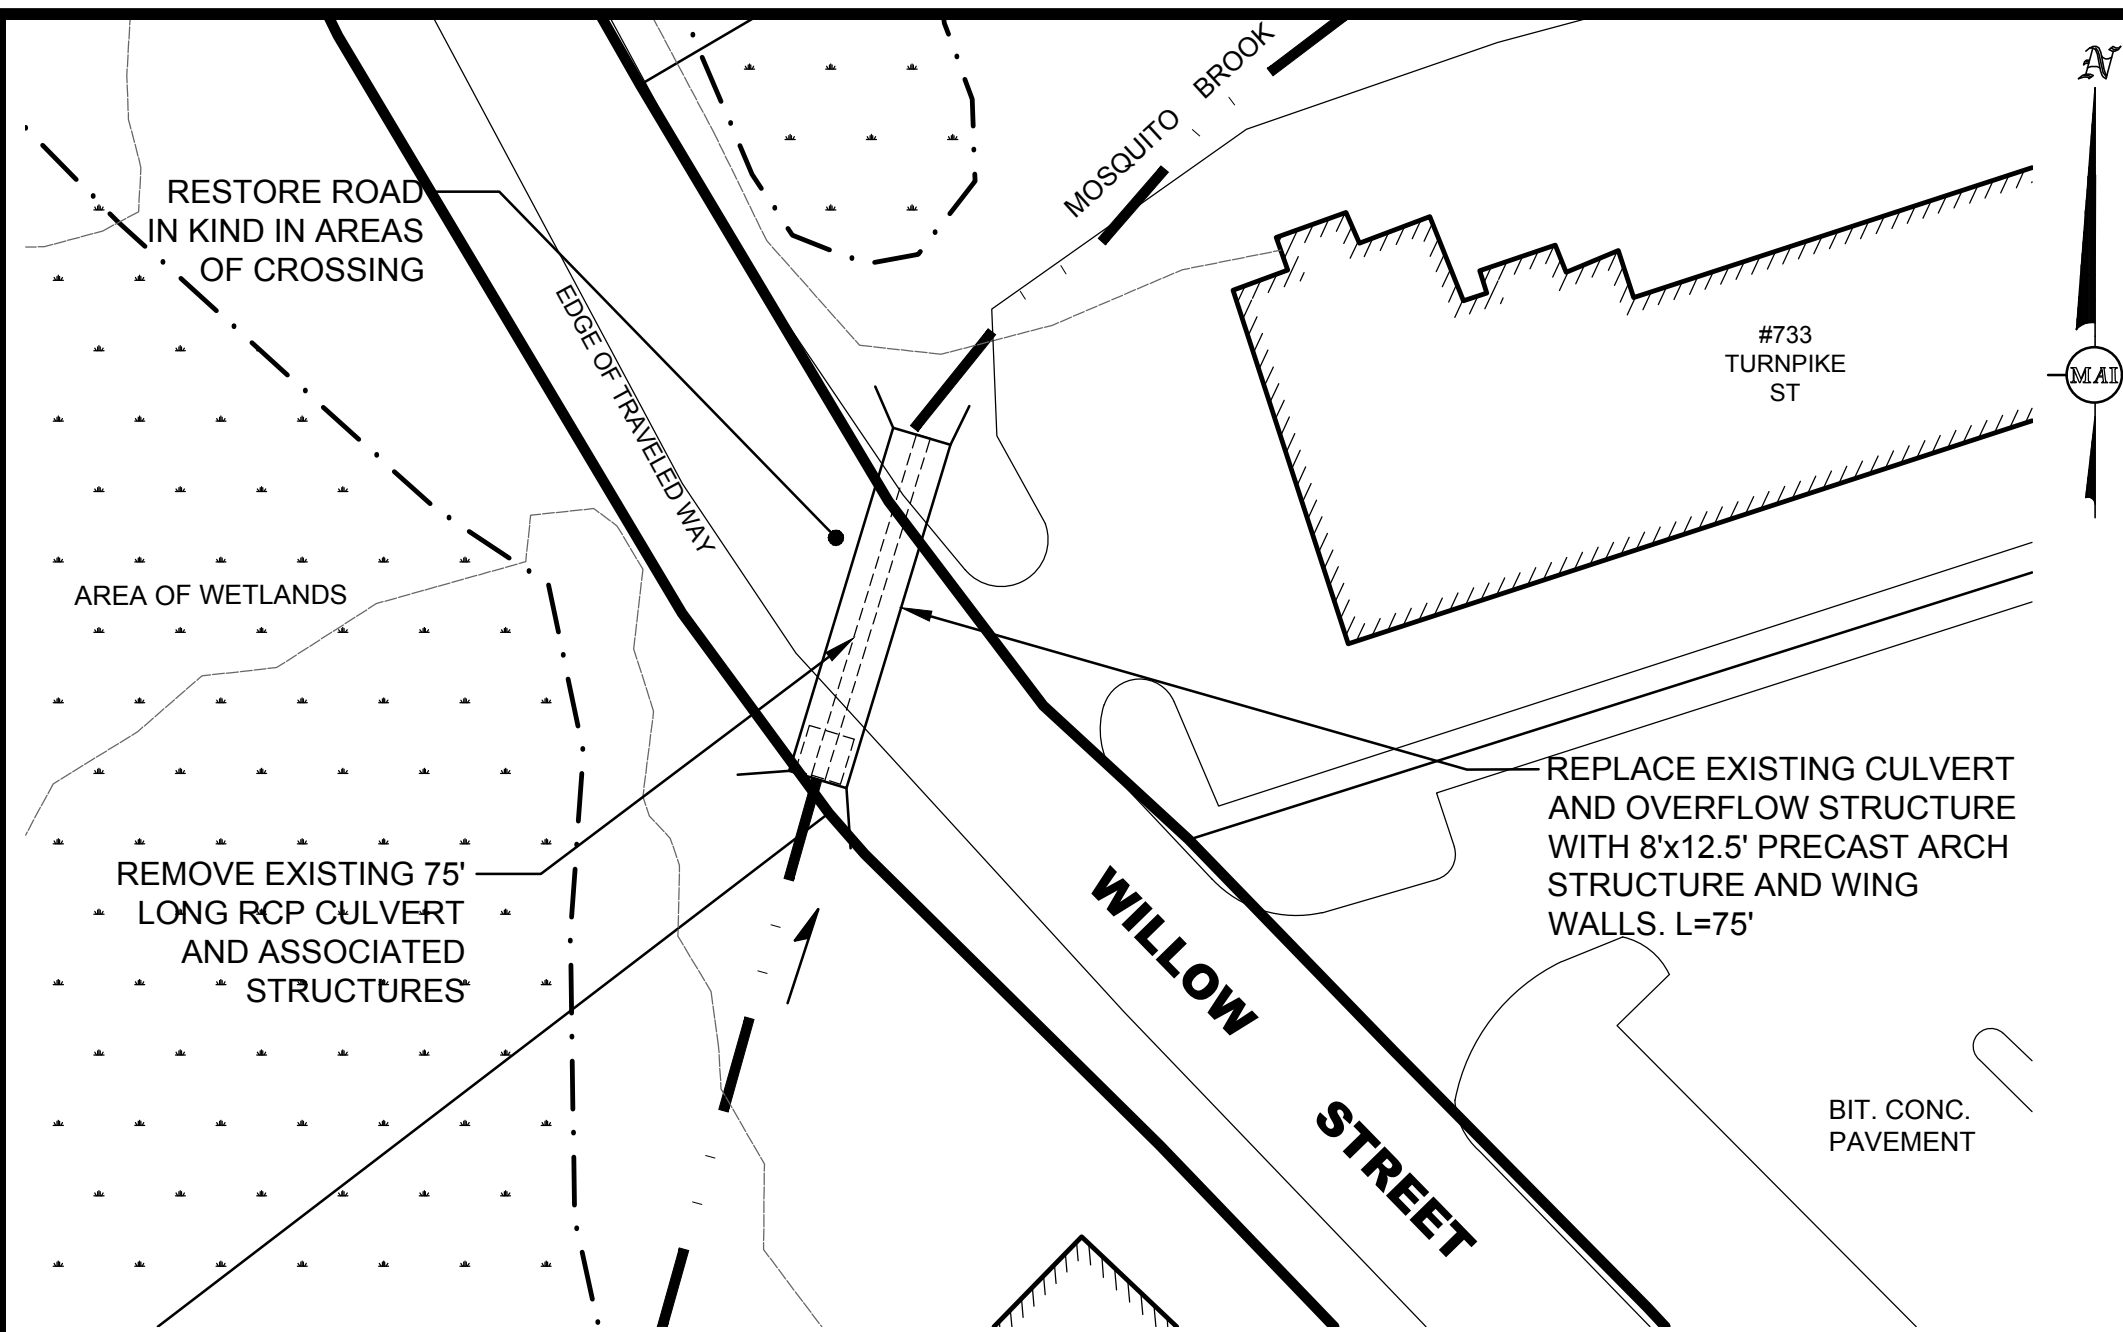 N
MOSQUITO BROOK
RESTORE ROAD
IN KIND IN AREAS
OF CROSSING
EDGE OF TRAVELED WAY
#733
TURNPIKE
ST
MAI
AREA OF WETLANDS
REPLACE EXISTING CULVERT
AND OVERFLOW STRUCTURE
WITH 8'x12.5' PRECAST ARCH
STRUCTURE AND WING
WALLS. L=75'
REMOVE EXISTING 75'
LONG RCP CULVERT
AND ASSOCIATED
STRUCTURES
WILLOW STREET
BIT. CONC.
PAVEMENT